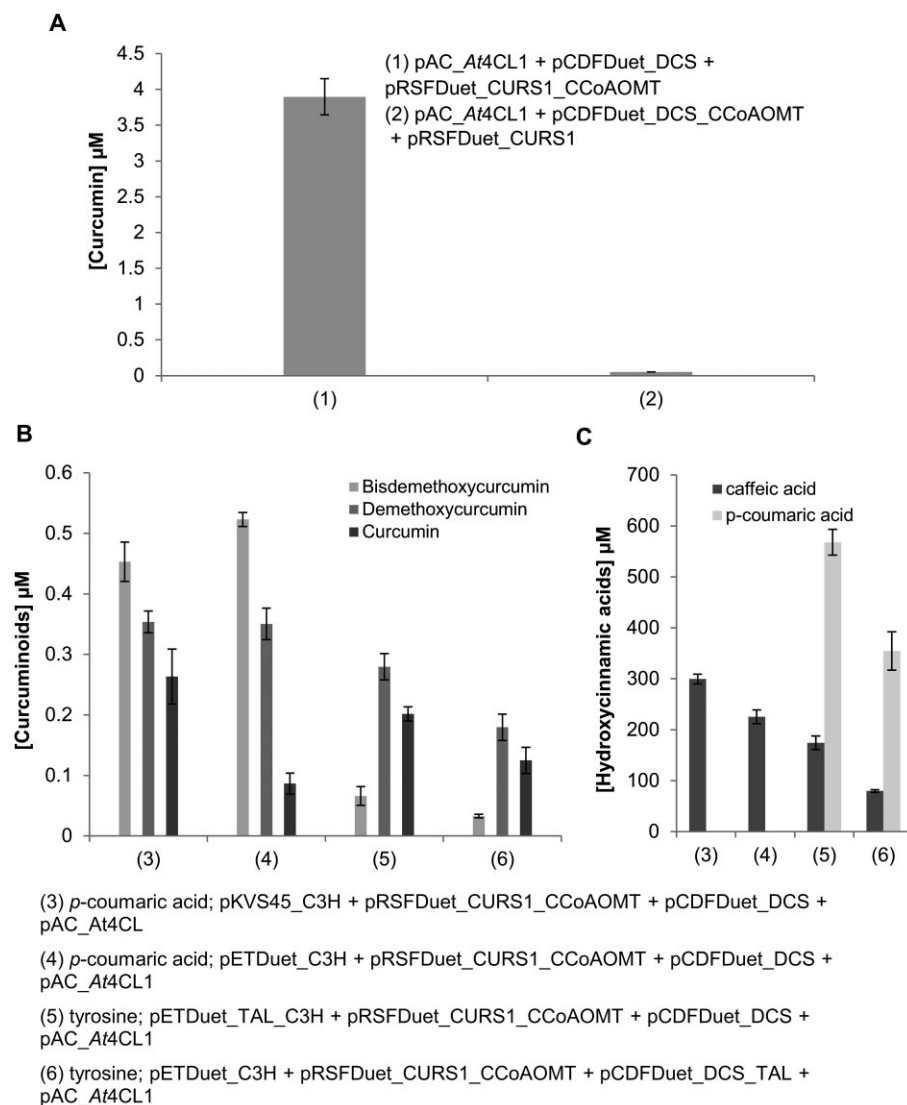 A
[Curcumin] µM
4.5
4
3.5
3
2.5
2
1.5
1
0.5
0
(1) pAC_At4CL1 + pCDFDuet_DCS +
pRSFDuet_CURS1_CCoAOMT
(2) pAC_At4CL1 + pCDFDuet_DCS_CCoAOMT
+ pRSFDuet_CURS1
(1)
(2)
B
[Curcuminoids] µM
0.6
0.5
0.4
0.3
0.2
0.1
0
Bisdemethoxycurcumin
Demethoxycurcumin
Curcumin
(3)
(4)
(5)
(6)
C
[Hydroxycinnamic acids] µM
700
600
500
400
300
200
100
0
caffeic acid
p-coumaric acid
(3)
(4)
(5)
(6)
(3) p-coumaric acid; pKVS45_C3H + pRSFDuet_CURS1_CCoAOMT + pCDFDuet_DCS +
pAC_At4CL
(4) p-coumaric acid; pETDuet_C3H + pRSFDuet_CURS1_CCoAOMT + pCDFDuet_DCS +
pAC_At4CL1
(5) tyrosine; pETDuet_TAL_C3H + pRSFDuet_CURS1_CCoAOMT + pCDFDuet_DCS +
pAC_At4CL1
(6) tyrosine; pETDuet_C3H + pRSFDuet_CURS1_CCoAOMT + pCDFDuet_DCS_TAL +
pAC_At4CL1